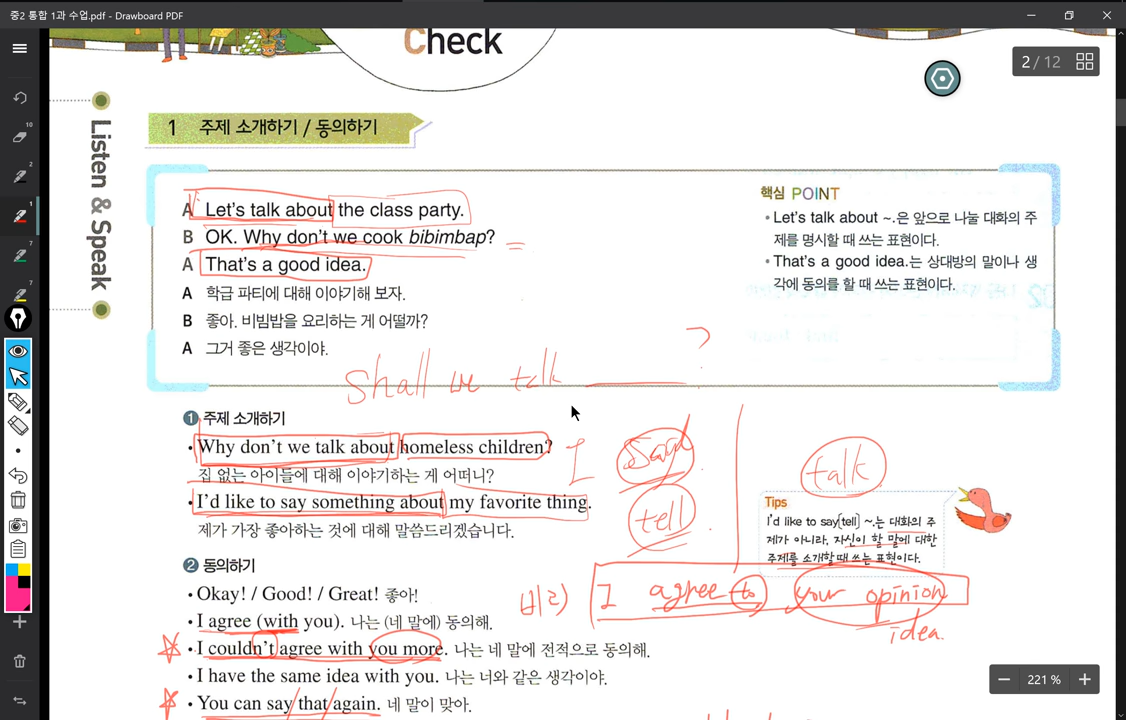 중2 통합 1과 수업.pdf - Drawboard PDF
2 / 12
Check
Listen & Speak
1 주제 소개하기 / 동의하기
A Let's talk about the class party.
B OK. Why don't we cook bibimbap?
A That's a good idea.
A 학급 파티에 대해 이야기해 보자.
B 좋아. 비빔밥을 요리하는 게 어떨까?
A 그거 좋은 생각이야.
핵심 POINT
• Let's talk about ~.은 앞으로 나눌 대화의 주
제를 명시할 때 쓰는 표현이다.
• That's a good idea.는 상대방의 말이나 생
각에 동의를 할 때 쓰는 표현이다.
=
Shall we talk ______ ?
1 주제 소개하기
• Why don't we talk about homeless children?
집 없는 아이들에 대해 이야기하는 게 어떠니?
• I'd like to say something about my favorite thing.
제가 가장 좋아하는 것에 대해 말씀드리겠습니다.
I
said
tell
talk
Tips
I'd like to say[tell] ~.는 대화의 주
제가 아니라, 자신이 할 말에 대한
주제를 소개할 때 쓰는 표현이다.
2 동의하기
• Okay! / Good! / Great! 좋아!
• I agree (with you). 나는 (네 말에) 동의해.
• I couldn't agree with you more. 나는 네 말에 전적으로 동의해.
• I have the same idea with you. 나는 너와 같은 생각이야.
• You can say that again. 네 말이 맞아.
I agree to your opinion
idea.
221 %
10
2
1
7
7